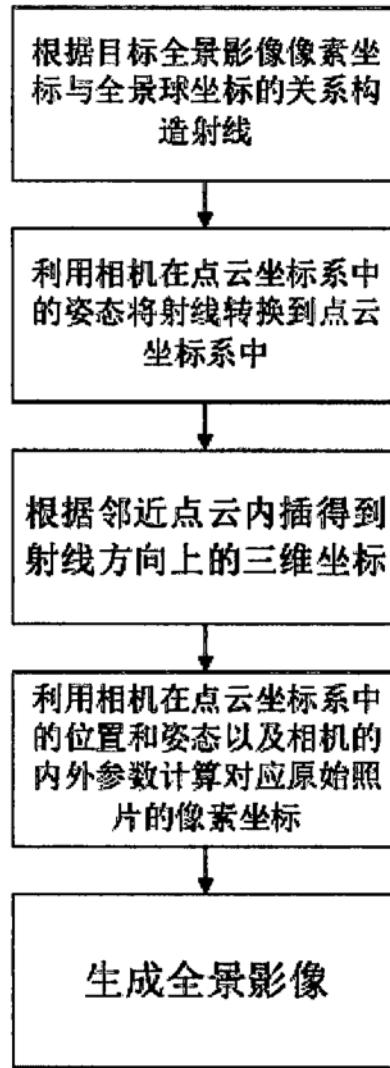 根据目标全景影像像素坐
标与全景球坐标的关系构
造射线
利用相机在点云坐标系中
的姿态将射线转换到点云
坐标系中
根据邻近点云内插得到
射线方向上的三维坐标
利用相机在点云坐标系中
的位置和姿态以及相机的
内外参数计算对应原始照
片的像素坐标
生成全景影像